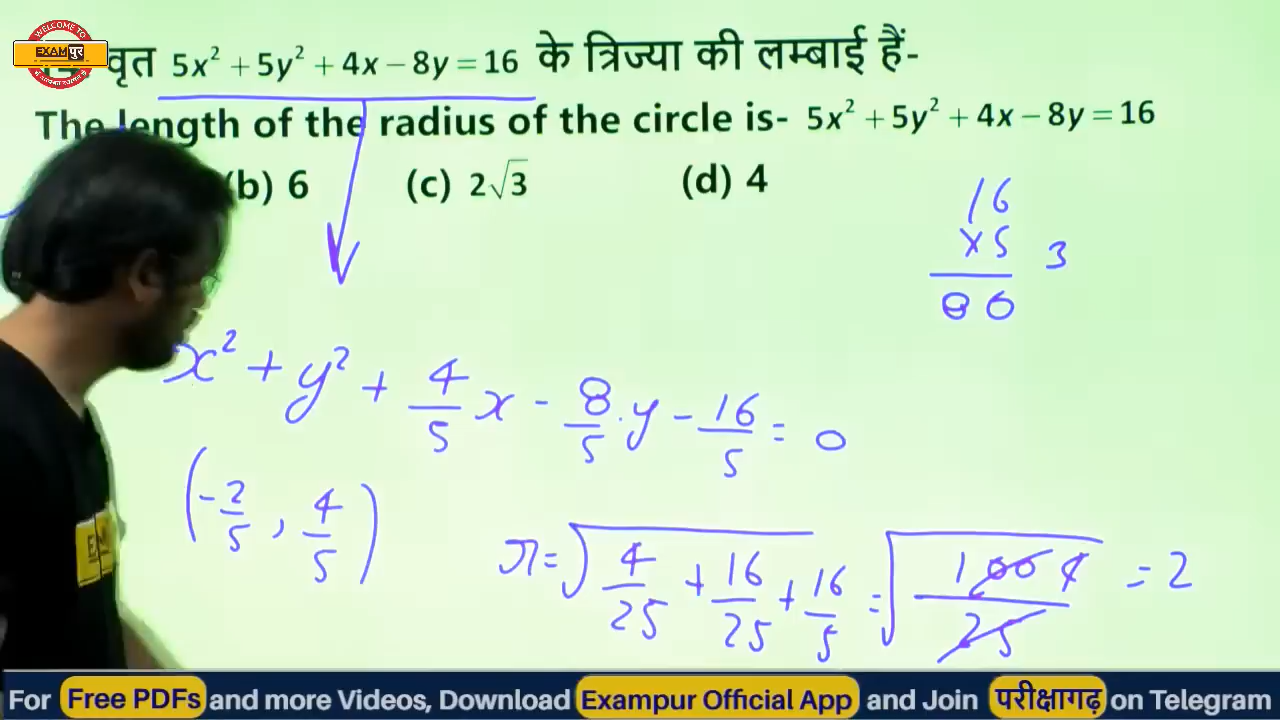 WELCOME TO
EXAMपुर
वृत 5x² + 5y² + 4x − 8y = 16 के त्रिज्या की लम्बाई हैं-
The length of the radius of the circle is- 5x² + 5y² + 4x − 8y = 16
(b) 6 (c) 2√3 (d) 4
16
×5 3
80
x² + y² + 4/5 x - 8/5 . y - 16/5 = 0
(-2/5, 4/5)
r = √(4/25 + 16/25 + 16/5) = √(100/25) 4 = 2
For Free PDFs and more Videos, Download Exampur Official App and Join परीक्षागढ़ on Telegram